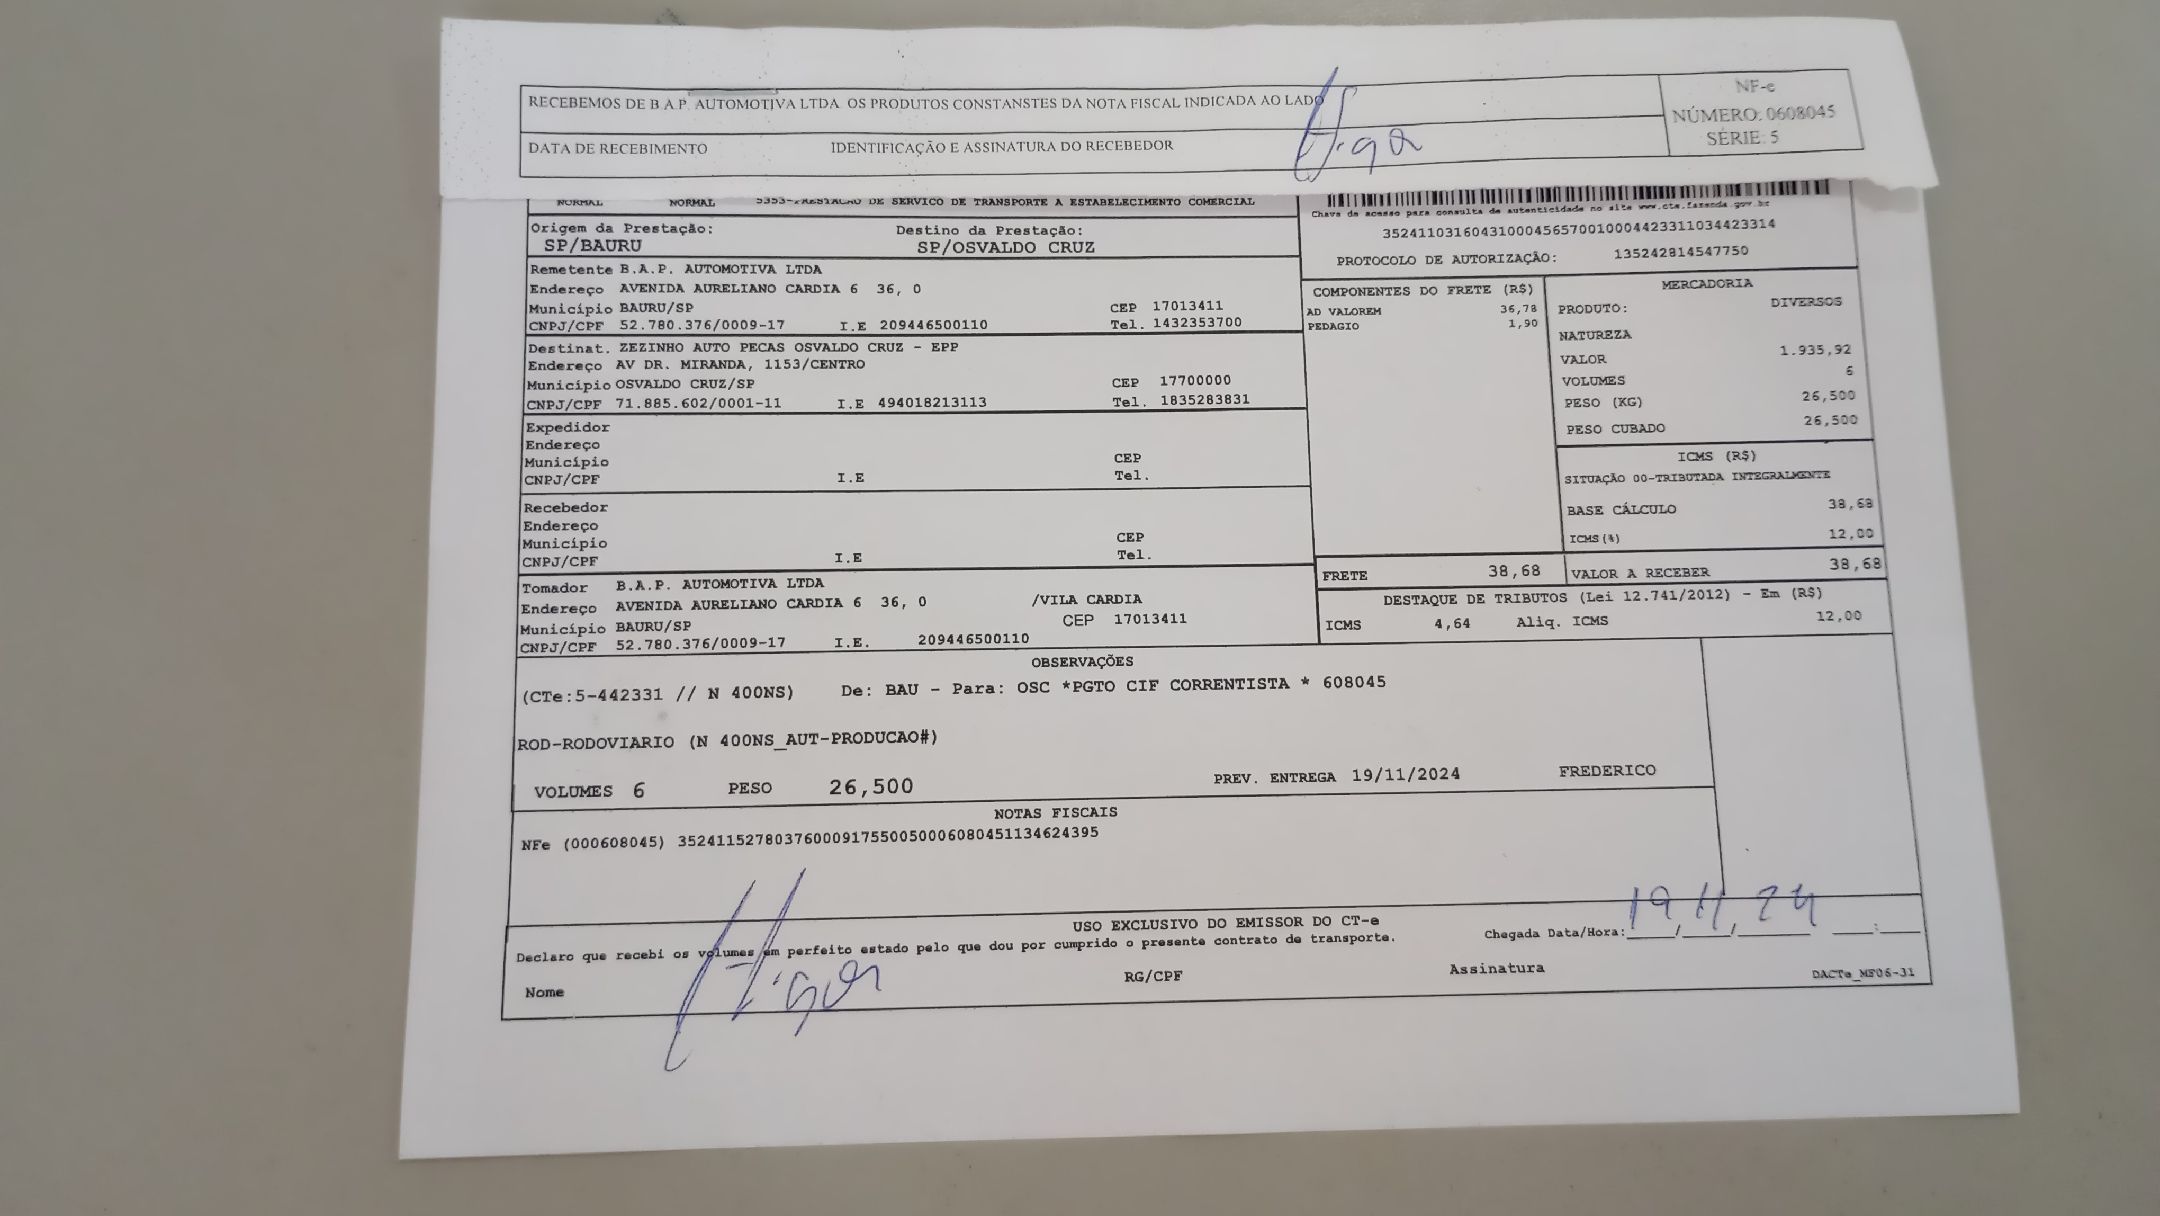 RECEBEMOS DE B A P. AUTOMOTIVA LTDA OS PRODUTOS CONSTANSTES DA NOTA FISCAL INDICADA AO LADO
NF-e
NÚMERO: 0608045
SÉRIE: 5
DATA DE RECEBIMENTO IDENTIFICAÇÃO E ASSINATURA DO RECEBEDOR
NORMAL NORMAL 5353-PRESTACAO DE SERVICO DE TRANSPORTE A ESTABELECIMENTO COMERCIAL
Chave de acesso para consulta de autenticidade no site www.cte.fazenda.gov.br
35241103160431000456570010004423311034423314
PROTOCOLO DE AUTORIZAÇÃO: 135242814547750
Origem da Prestação: Destino da Prestação:
SP/BAURU SP/OSVALDO CRUZ
Remetente B.A.P. AUTOMOTIVA LTDA
Endereço AVENIDA AURELIANO CARDIA 6 36, 0
Município BAURU/SP CEP 17013411
CNPJ/CPF 52.780.376/0009-17 I.E 209446500110 Tel. 1432353700
Destinat. ZEZINHO AUTO PECAS OSVALDO CRUZ - EPP
Endereço AV DR. MIRANDA, 1153/CENTRO
Município OSVALDO CRUZ/SP CEP 17700000
CNPJ/CPF 71.885.602/0001-11 I.E 494018213113 Tel. 1835283831
Expedidor
Endereço
Município CEP
CNPJ/CPF I.E Tel.
Recebedor
Endereço
Município CEP
CNPJ/CPF I.E Tel.
Tomador B.A.P. AUTOMOTIVA LTDA
Endereço AVENIDA AURELIANO CARDIA 6 36, 0 /VILA CARDIA
Município BAURU/SP CEP 17013411
CNPJ/CPF 52.780.376/0009-17 I.E. 209446500110
COMPONENTES DO FRETE (R$)
AD VALOREM 36,78
PEDAGIO 1,90
MERCADORIA
PRODUTO: DIVERSOS
NATUREZA
VALOR 1.935,92
VOLUMES 6
PESO (KG) 26,500
PESO CUBADO 26,500
ICMS (R$)
SITUAÇÃO 00-TRIBUTADA INTEGRALMENTE
BASE CÁLCULO 38,68
ICMS(%) 12,00
FRETE 38,68 VALOR A RECEBER 38,68
DESTAQUE DE TRIBUTOS (Lei 12.741/2012) - Em (R$)
ICMS 4,64 Aliq. ICMS 12,00
OBSERVAÇÕES
(CTe:5-442331 // N 400NS) De: BAU - Para: OSC *PGTO CIF CORRENTISTA * 608045
ROD-RODOVIARIO (N 400NS_AUT-PRODUCAO#)
VOLUMES 6 PESO 26,500 PREV. ENTREGA 19/11/2024 FREDERICO
NOTAS FISCAIS
NFe (000608045) 35241152780376000917550050006080451134624395
USO EXCLUSIVO DO EMISSOR DO CT-e
Declaro que recebi os volumes em perfeito estado pelo que dou por cumprido o presente contrato de transporte.
Chegada Data/Hora: 19/11/24
Nome RG/CPF Assinatura DACTe_MF06-31